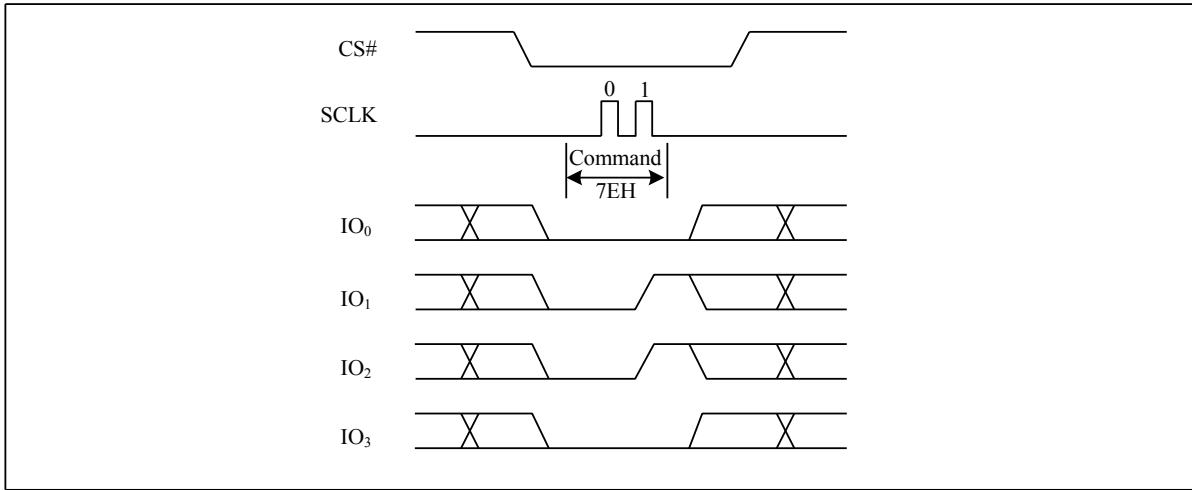 CS#
0 1
SCLK
Command
7EH
IO₀
IO₁
IO₂
IO₃